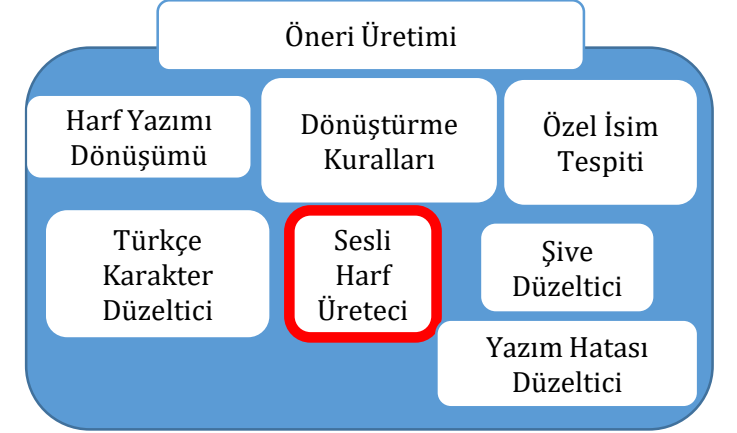 Öneri Üretimi
Harf Yazımı
Dönüşümü
Dönüştürme
Kuralları
Özel İsim
Tespiti
Türkçe
Karakter
Düzeltici
Sesli
Harf
Üreteci
Şive
Düzeltici
Yazım Hatası
Düzeltici